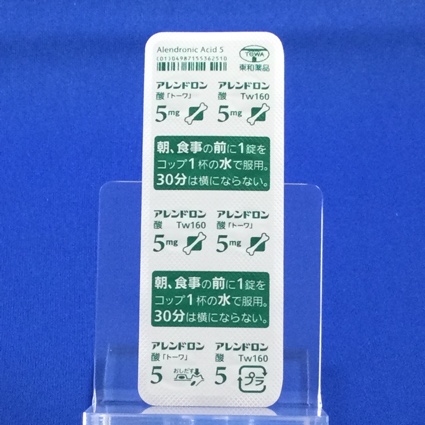 Alendronic Acid 5
(01)04987155362510
TOWA
東和薬品
アレンドロン アレンドロン
酸「トーワ」 酸 Tw160
5mg 5mg
朝、食事の前に1錠を
コップ1杯の水で服用。
30分は横にならない。
アレンドロン アレンドロン
酸 Tw160 酸「トーワ」
5mg 5mg
朝、食事の前に1錠を
コップ1杯の水で服用。
30分は横にならない。
アレンドロン アレンドロン
酸「トーワ」 酸 Tw160
5 おしだす 5 プラ